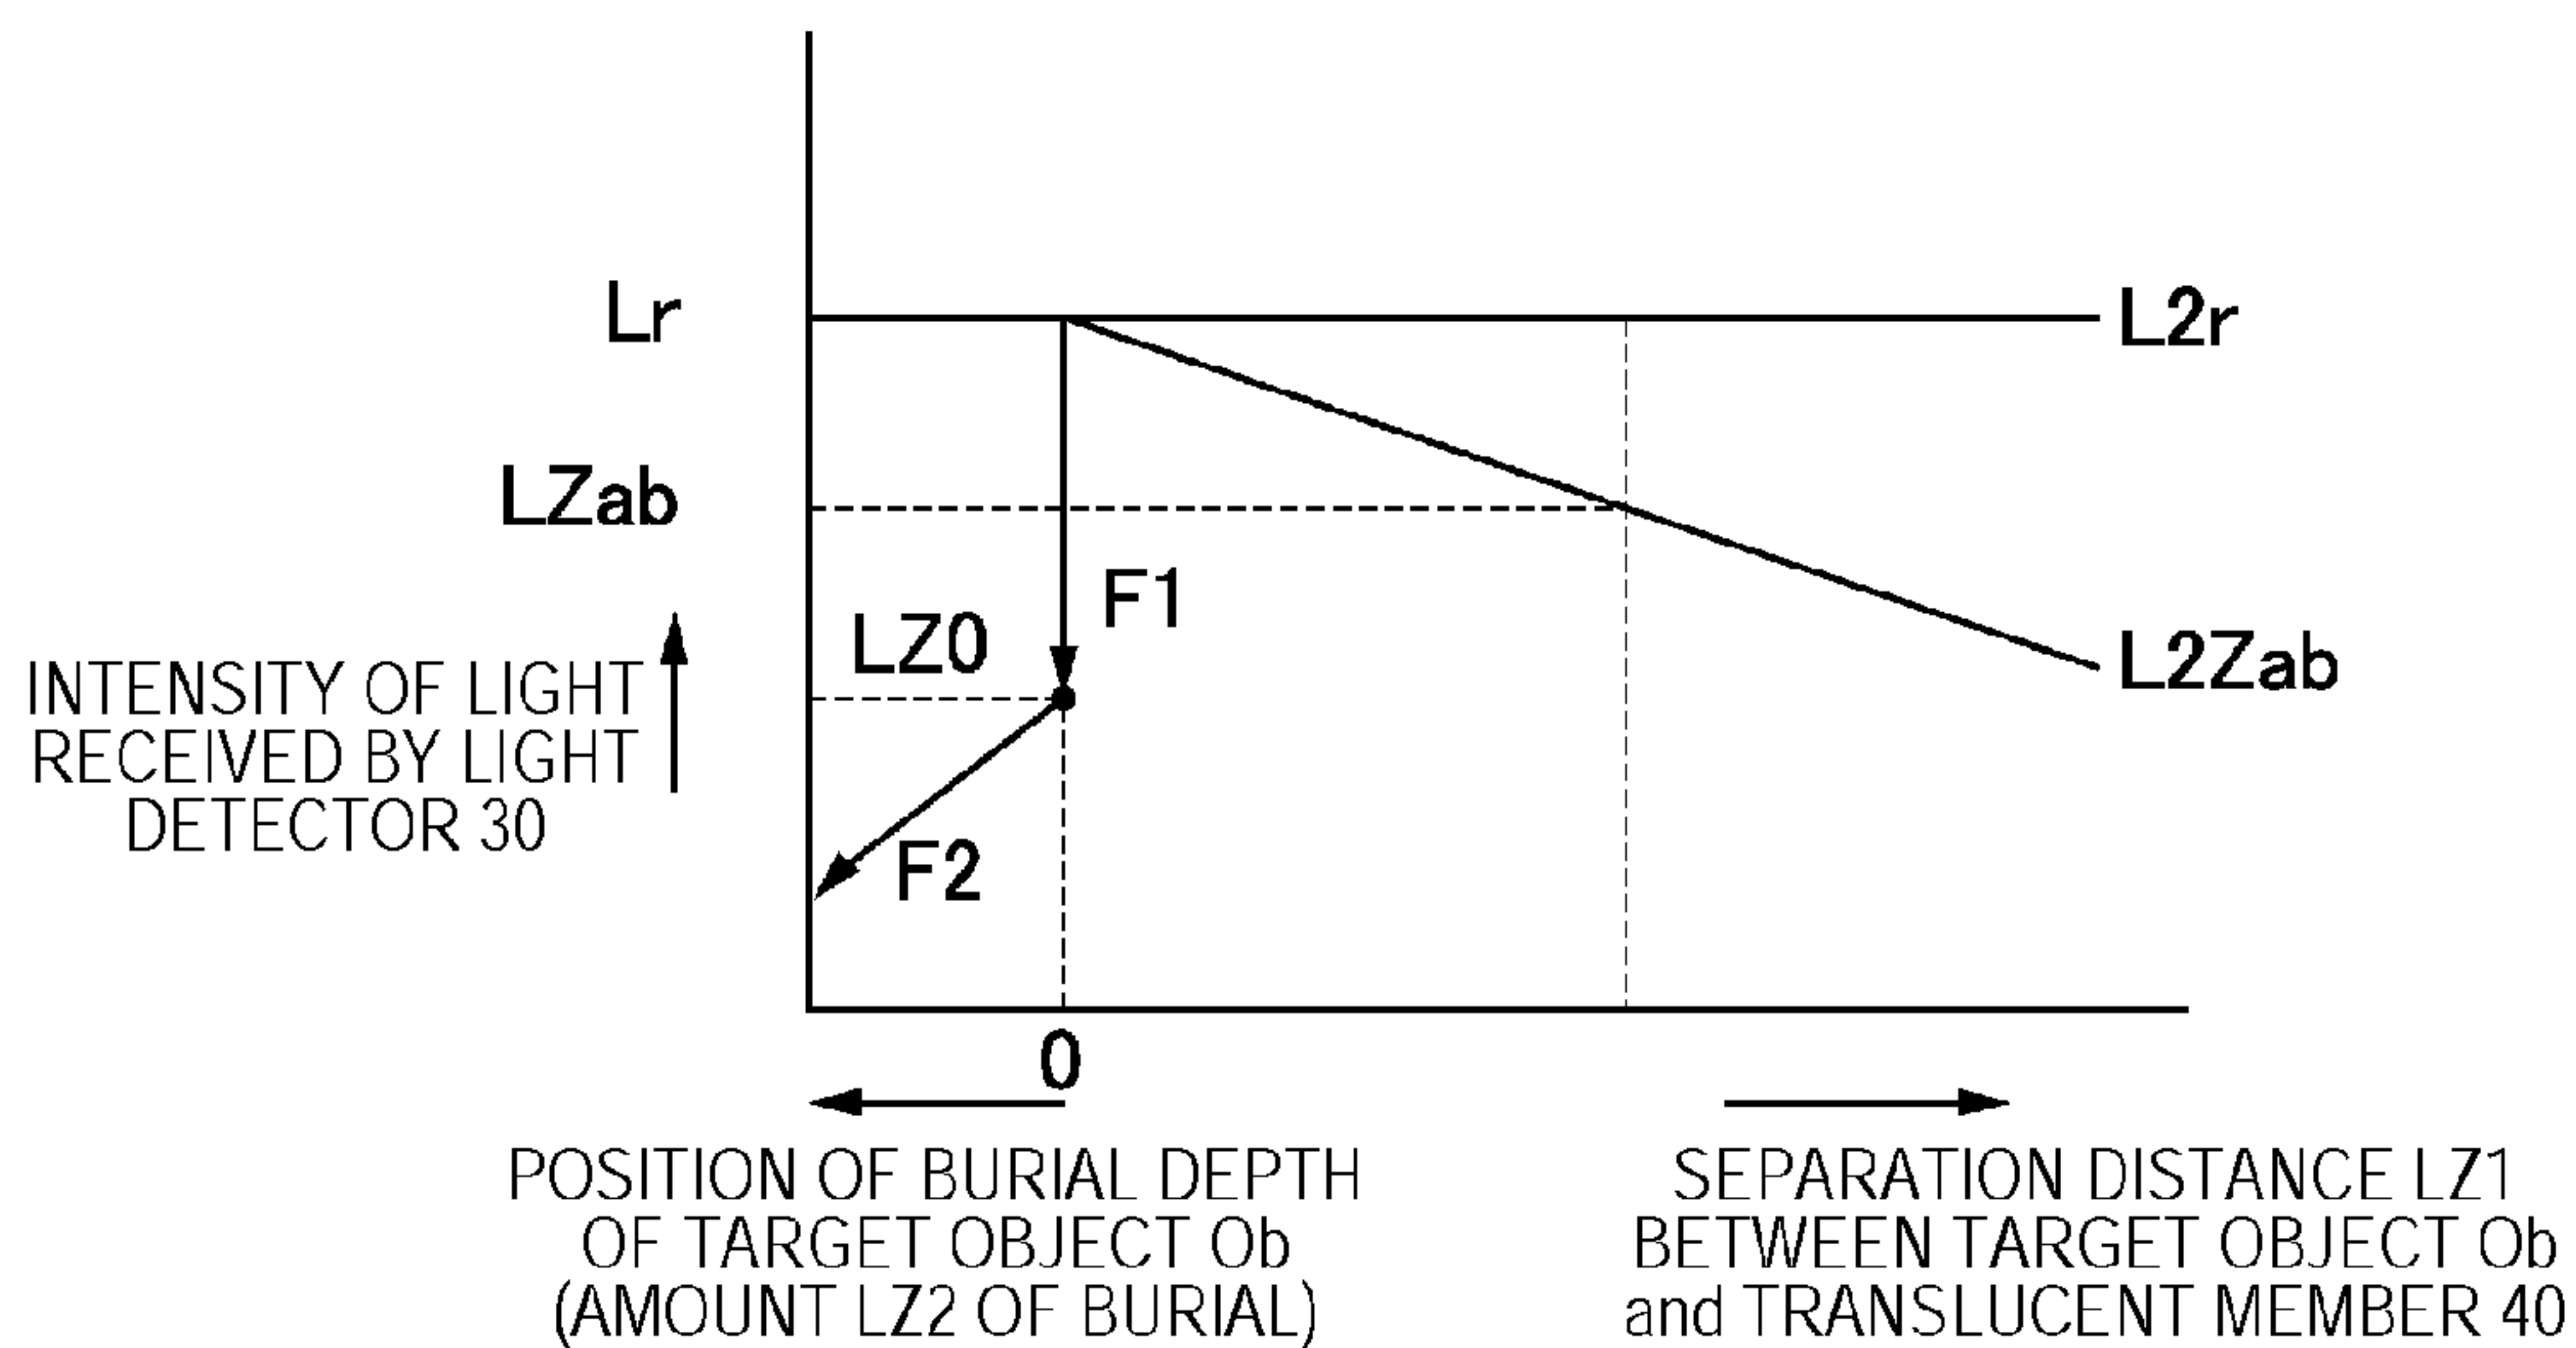 Lr
L2r
LZab
F1
LZ0
L2Zab
INTENSITY OF LIGHT
RECEIVED BY LIGHT
DETECTOR 30
F2
0
POSITION OF BURIAL DEPTH
OF TARGET OBJECT Ob
(AMOUNT LZ2 OF BURIAL)
SEPARATION DISTANCE LZ1
BETWEEN TARGET OBJECT Ob
and TRANSLUCENT MEMBER 40